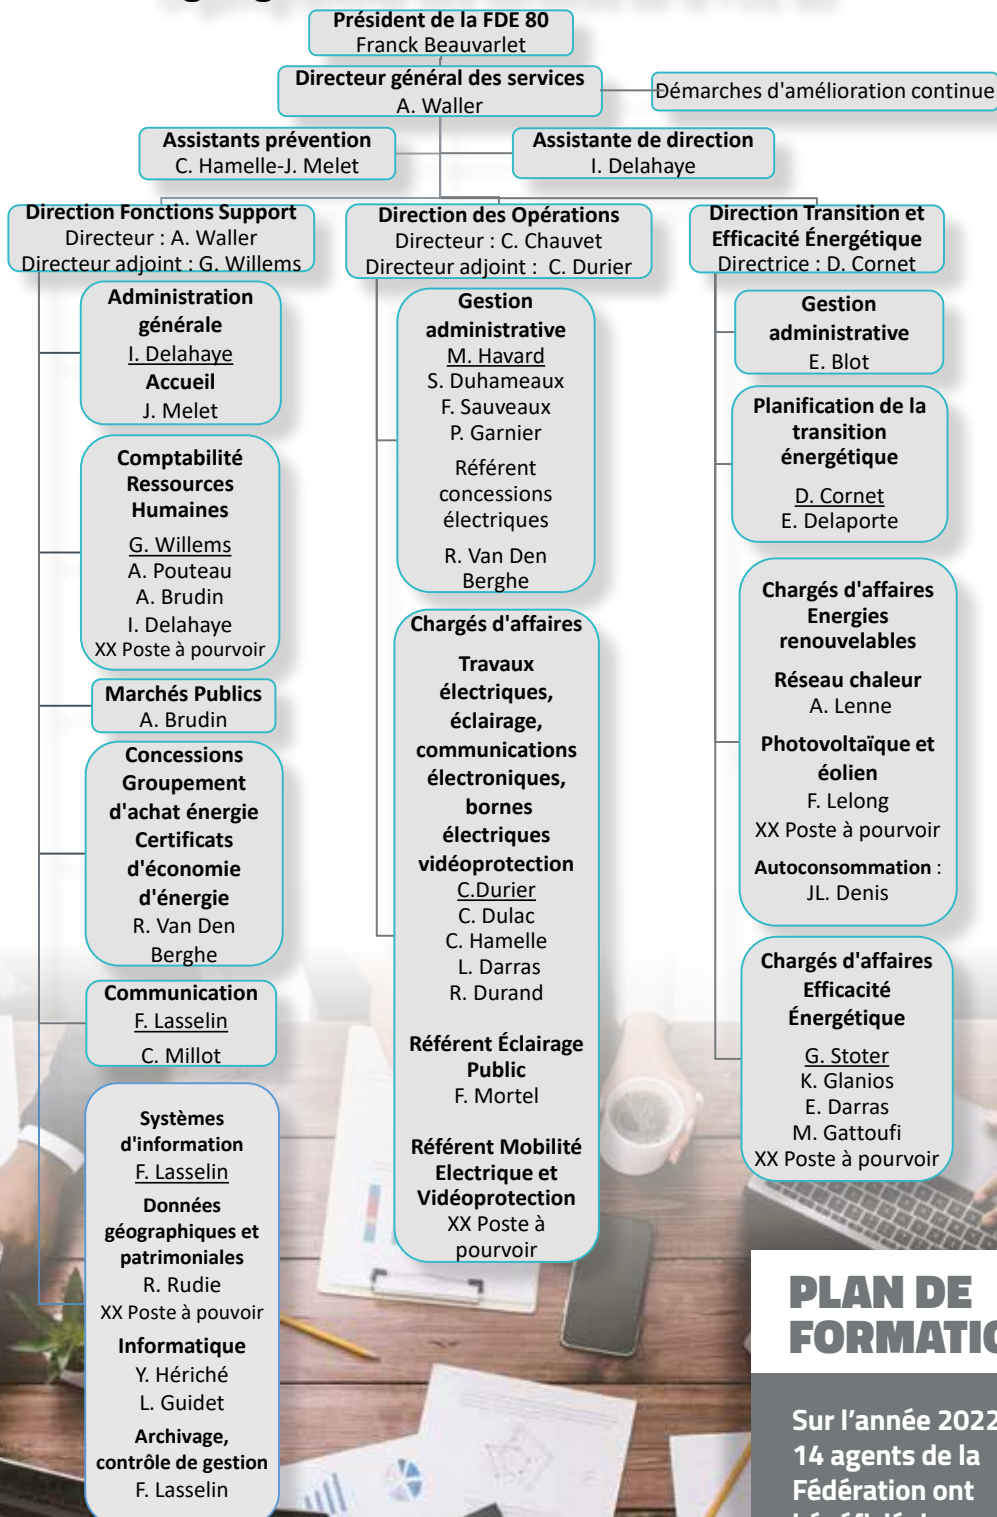 Président de la FDE 80
Franck Beauvarlet
Directeur général des services
A. Waller
Démarches d'amélioration continue
Assistants prévention
C. Hamelle-J. Melet
Assistante de direction
I. Delahaye
Direction Fonctions Support
Directeur : A. Waller
Directeur adjoint : G. Willems
Administration
générale
I. Delahaye
Accueil
J. Melet
Comptabilité
Ressources
Humaines
G. Willems
A. Pouteau
A. Brudin
I. Delahaye
XX Poste à pourvoir
Marchés Publics
A. Brudin
Concessions
Groupement
d'achat énergie
Certificats
d'économie
d'énergie
R. Van Den
Berghe
Communication
F. Lasselin
C. Millot
Systèmes
d'information
F. Lasselin
Données
géographiques et
patrimoniales
R. Rudie
XX Poste à pouvoir
Informatique
Y. Hériché
L. Guidet
Archivage,
contrôle de gestion
F. Lasselin
Direction des Opérations
Directeur : C. Chauvet
Directeur adjoint : C. Durier
Gestion
administrative
M. Havard
S. Duhameaux
F. Sauveaux
P. Garnier
Référent
concessions
électriques
R. Van Den
Berghe
Chargés d'affaires
Travaux
électriques,
éclairage,
communications
électroniques,
bornes
électriques
vidéoprotection
C.Durier
C. Dulac
C. Hamelle
L. Darras
R. Durand
Référent Éclairage
Public
F. Mortel
Référent Mobilité
Electrique et
Vidéoprotection
XX Poste à
pourvoir
Direction Transition et
Efficacité Énergétique
Directrice : D. Cornet
Gestion
administrative
E. Blot
Planification de la
transition
énergétique
D. Cornet
E. Delaporte
Chargés d'affaires
Energies
renouvelables
Réseau chaleur
A. Lenne
Photovoltaïque et
éolien
F. Lelong
XX Poste à pourvoir
Autoconsommation :
JL. Denis
Chargés d'affaires
Efficacité
Énergétique
G. Stoter
K. Glanios
E. Darras
M. Gattoufi
XX Poste à pourvoir
PLAN DE
FORMATIO
Sur l'année 2022
14 agents de la
Fédération ont